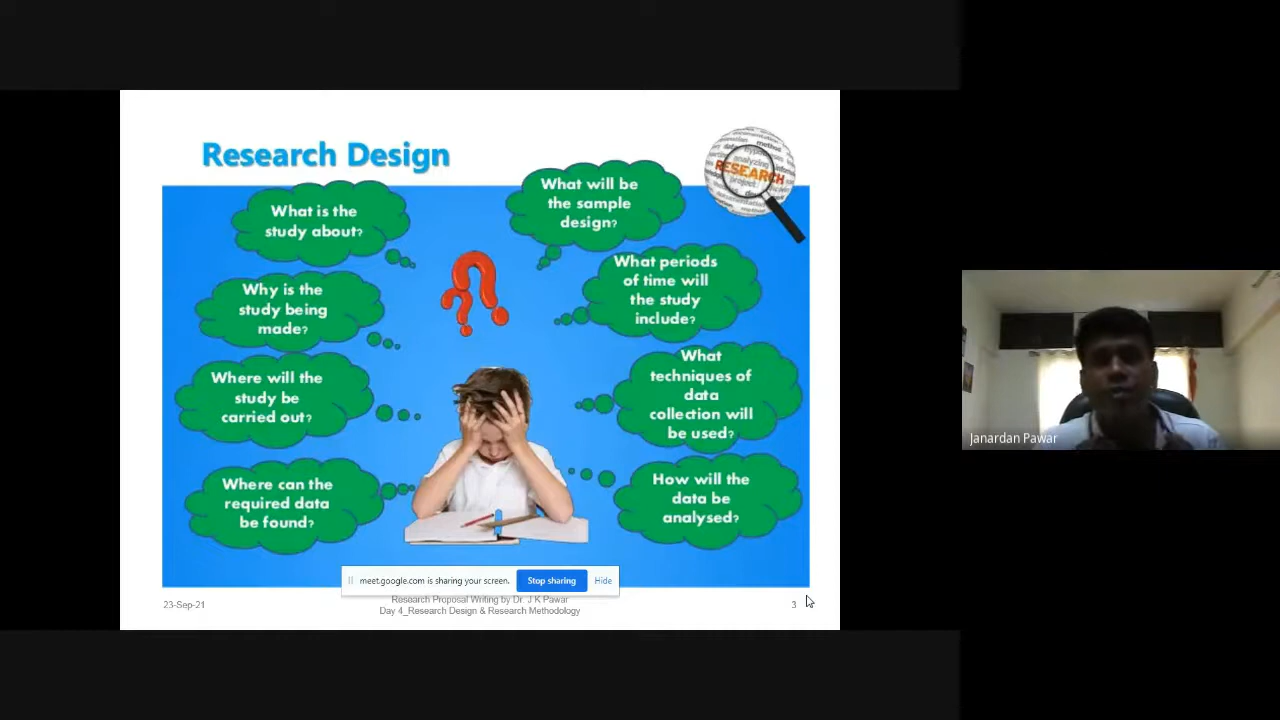 Research Design
What is the
study about?
What will be
the sample
design?
Why is the
study being
made?
What periods
of time will
the study
include?
Where will the
study be
carried out?
What
techniques of
data
collection will
be used?
Where can the
required data
be found?
How will the
data be
analysed?
analyzing
RESEARCH
project
meet.google.com is sharing your screen.
Stop sharing
Hide
23-Sep-21
Research Proposal Writing by Dr. J K Pawar
Day 4_Research Design & Research Methodology
3
Janardan Pawar